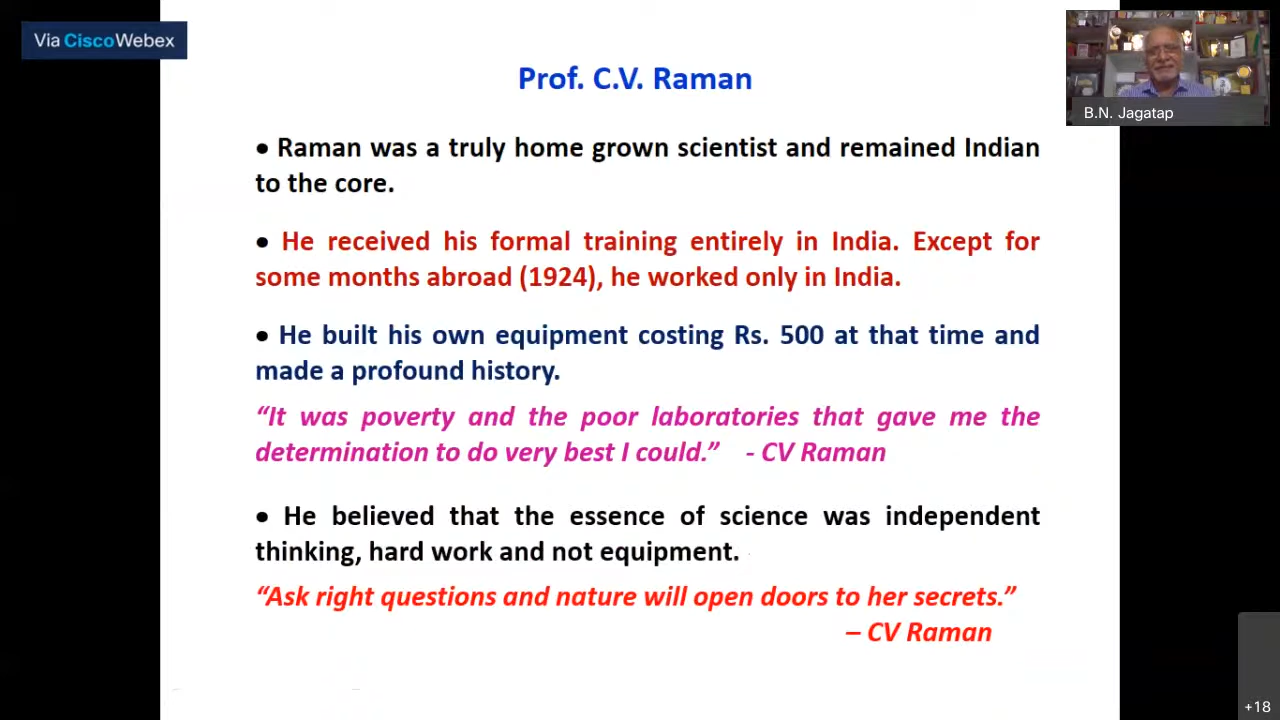 Via Cisco Webex
Prof. C.V. Raman
B.N. Jagatap
• Raman was a truly home grown scientist and remained Indian
to the core.
• He received his formal training entirely in India. Except for
some months abroad (1924), he worked only in India.
• He built his own equipment costing Rs. 500 at that time and
made a profound history.
“It was poverty and the poor laboratories that gave me the
determination to do very best I could.” - CV Raman
• He believed that the essence of science was independent
thinking, hard work and not equipment.
“Ask right questions and nature will open doors to her secrets.”
– CV Raman
+18